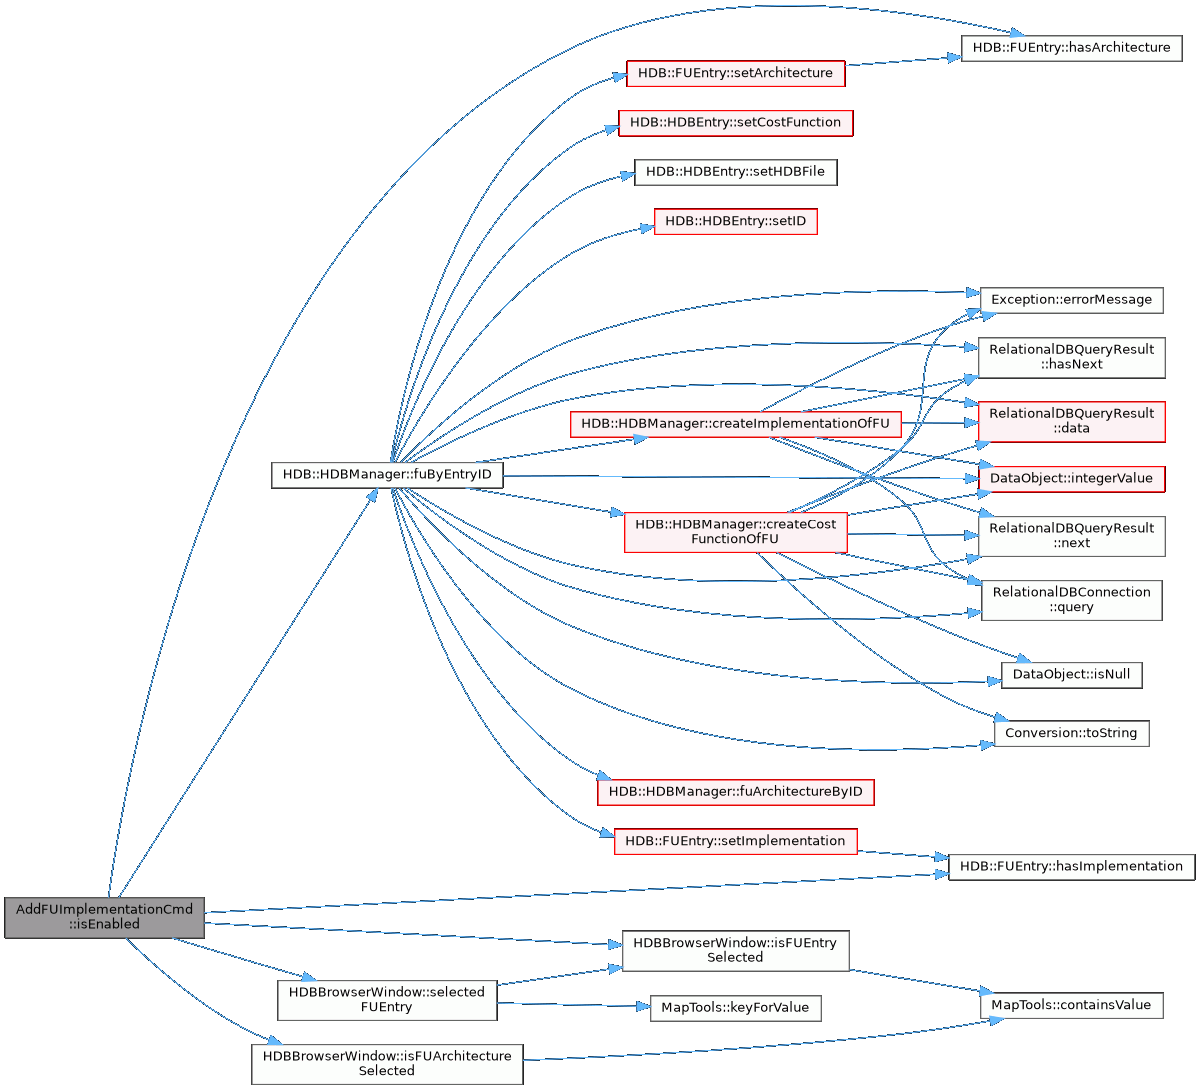 HDB::FUEntry::hasArchitecture
HDB::FUEntry::setArchitecture
HDB::HDBEntry::setCostFunction
HDB::HDBEntry::setHDBFile
HDB::HDBEntry::setID
Exception::errorMessage
RelationalDBQueryResult
::hasNext
RelationalDBQueryResult
::data
HDB::HDBManager::createImplementationOfFU
HDB::HDBManager::fuByEntryID
DataObject::integerValue
HDB::HDBManager::createCost
FunctionOfFU
RelationalDBQueryResult
::next
RelationalDBConnection
::query
DataObject::isNull
Conversion::toString
HDB::HDBManager::fuArchitectureByID
HDB::FUEntry::setImplementation
HDB::FUEntry::hasImplementation
AddFUImplementationCmd
::isEnabled
HDBBrowserWindow::isFUEntry
Selected
HDBBrowserWindow::selected
FUEntry
MapTools::keyForValue
MapTools::containsValue
HDBBrowserWindow::isFUArchitecture
Selected